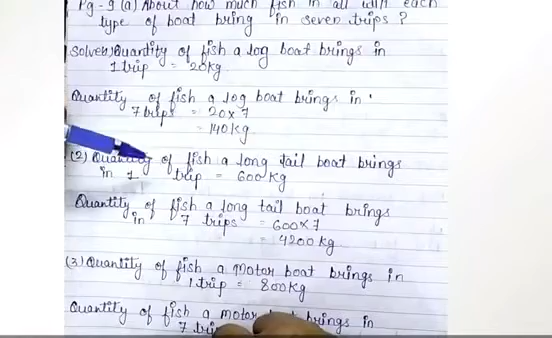 Pg-9 (a) About how much fish in all will each
type of boat bring in seven trips ?
Solve:(1) Quantity of fish a log boat brings in
1 trip = 20kg
Quantity of fish a log boat brings in
7 trips = 20 x 7
= 140 kg
(2) Quantity of fish a long tail boat brings
in 1 trip = 600 kg
Quantity of fish a long tail boat brings
in 7 trips = 600 x 7
= 4200 kg
(3) Quantity of fish a Motor boat brings in
1 trip = 800kg
Quantity of fish a motor brings in
7